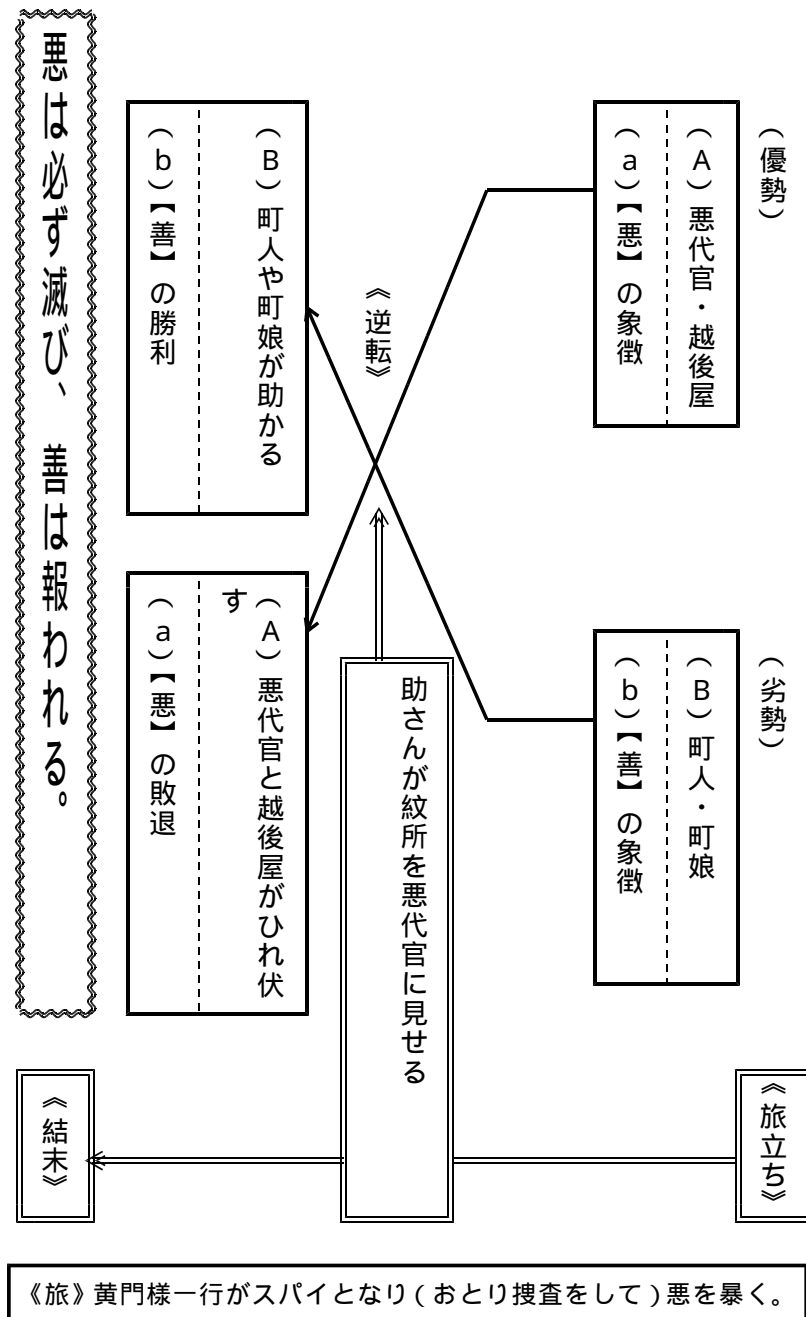 (優勢)
(A)悪代官・越後屋
(a)【悪】の象徴
(劣勢)
(B)町人・町娘
(b)【善】の象徴
《旅立ち》
《逆転》
助さんが紋所を悪代官に見せる
(B)町人や町娘が助かる
(b)【善】の勝利
(A)悪代官と越後屋がひれ伏
す
(a)【悪】の敗退
悪は必ず滅び、善は報われる。
《結末》
《旅》黄門様一行がスパイとなり(おとり捜査をして)悪を暴く。